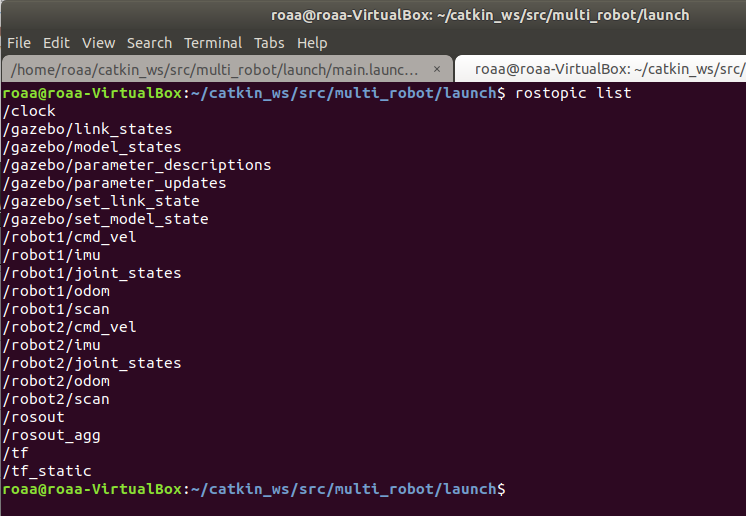 roaa@roaa-VirtualBox: ~/catkin_ws/src/multi_robot/launch
File Edit View Search Terminal Tabs Help
/home/roaa/catkin_ws/src/multi_robot/launch/main.launc… × roaa@roaa-VirtualBox: ~/catkin_ws/src/
roaa@roaa-VirtualBox:~/catkin_ws/src/multi_robot/launch$ rostopic list
/clock
/gazebo/link_states
/gazebo/model_states
/gazebo/parameter_descriptions
/gazebo/parameter_updates
/gazebo/set_link_state
/gazebo/set_model_state
/robot1/cmd_vel
/robot1/imu
/robot1/joint_states
/robot1/odom
/robot1/scan
/robot2/cmd_vel
/robot2/imu
/robot2/joint_states
/robot2/odom
/robot2/scan
/rosout
/rosout_agg
/tf
/tf_static
roaa@roaa-VirtualBox:~/catkin_ws/src/multi_robot/launch$